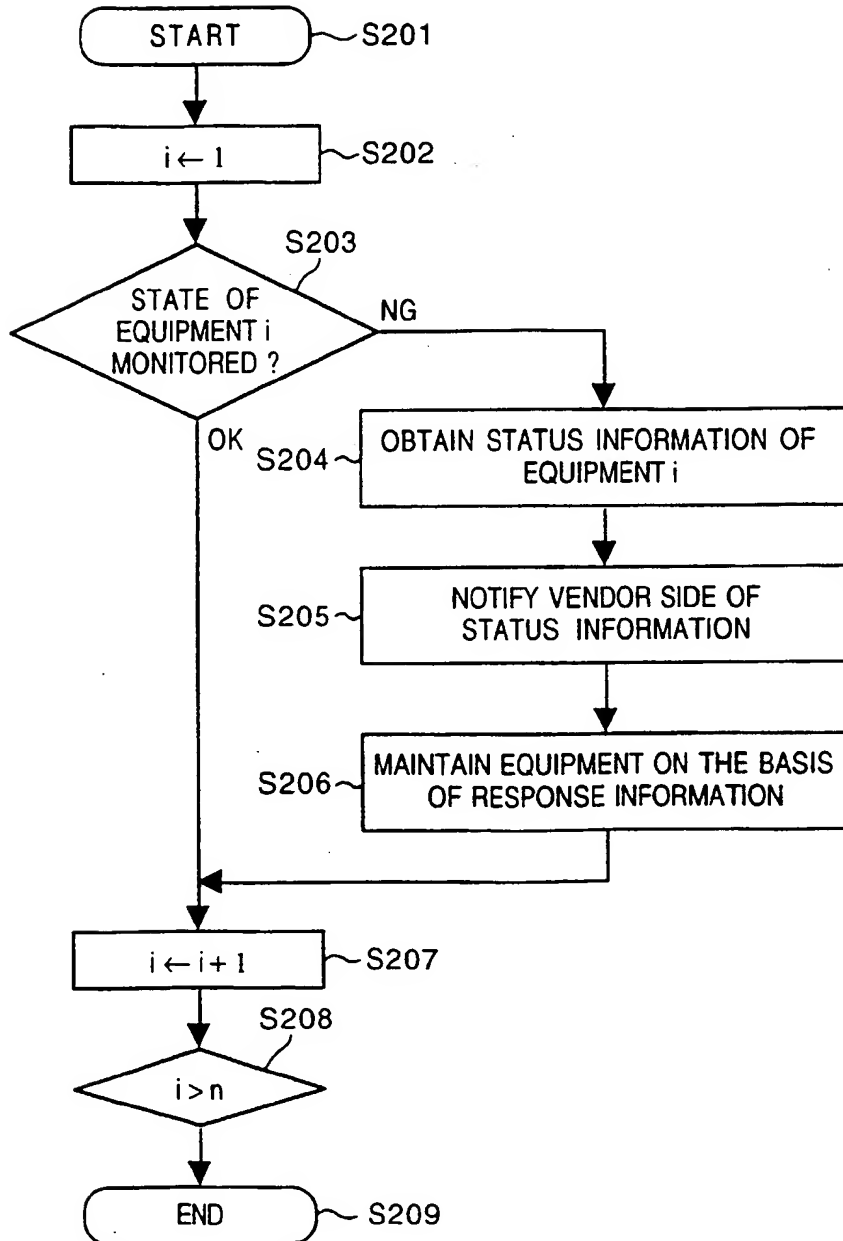 START
S201
i ← 1
S202
S203
STATE OF
EQUIPMENT i
MONITORED ?
NG
OK
S204
OBTAIN STATUS INFORMATION OF
EQUIPMENT i
S205
NOTIFY VENDOR SIDE OF
STATUS INFORMATION
S206
MAINTAIN EQUIPMENT ON THE BASIS
OF RESPONSE INFORMATION
i ← i + 1
S207
S208
i > n
END
S209